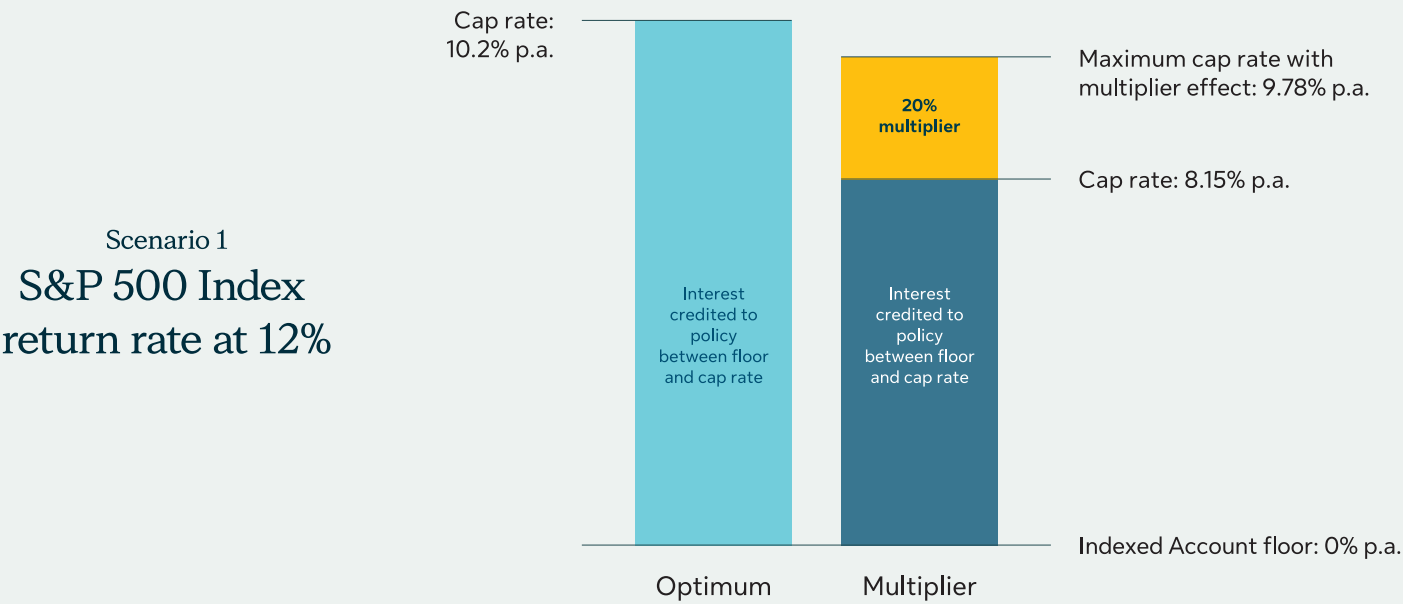 Scenario 1
S&P 500 Index
return rate at 12%
Cap rate:
10.2% p.a.
Interest
credited to
policy
between floor
and cap rate
Optimum
20%
multiplier
Interest
credited to
policy
between floor
and cap rate
Multiplier
Maximum cap rate with
multiplier effect: 9.78% p.a.
Cap rate: 8.15% p.a.
Indexed Account floor: 0% p.a.